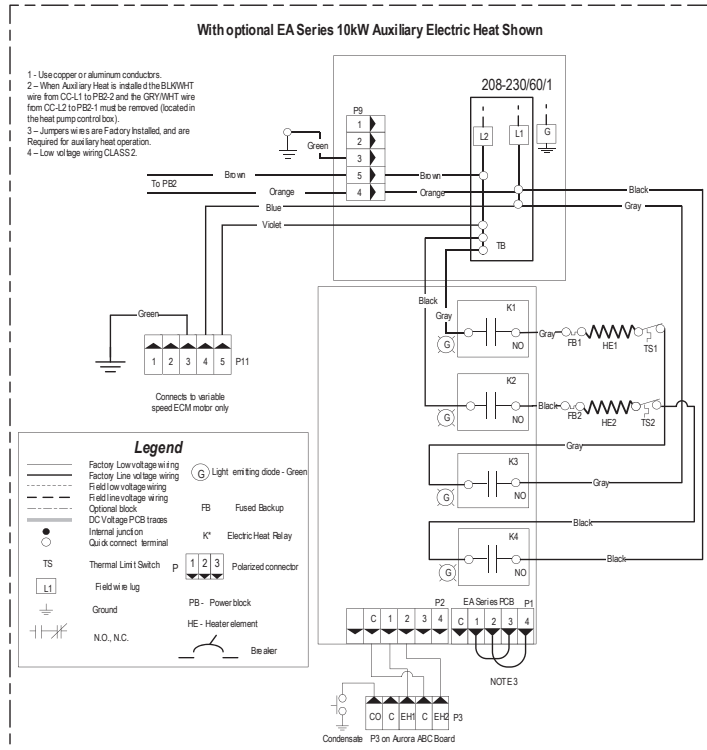 With optional EA Series 10kW Auxiliary Electric Heat Shown
1 - Use copper or aluminum conductors.
2 – When Auxiliary Heat is installed the BLK/WHT
wire from CC-L1 to PB2-2 and the GRY/WHT wire
from CC-L2 to PB2-1 must be removed (located in
the heat pump control box).
3 – Jumpers wires are Factory Installed, and are
Required for auxiliary heat operation.
4 – Low voltage wiring CLASS 2.
208-230/60/1
P9
1
2
3
5
4
L2
L1
G
Green
To PB2
Brown
Brown
Orange
Orange
Black
Blue
Gray
Violet
TB
Black
Gray
Green
1 2 3 4 5 P11
Connects to variable
speed ECM motor only
K1
G
NO
Gray
FB1
HE1
TS1
K2
G
NO
Black
FB2
HE2
TS2
Gray
K3
G
NO
Gray
Black
K4
G
NO
Black
Legend
Factory Low voltage wiring
Factory Line voltage wiring
Field low voltage wiring
Field line voltage wiring
Optional block
DC Voltage PCB traces
Internal junction
Quick connect terminal
TS Thermal Limit Switch
L1 Field wire lug
Ground
N.O., N.C.
G Light emitting diode - Green
FB Fused Backup
K* Electric Heat Relay
P 1 2 3 Polarized connector
PB - Power block
HE - Heater element
Breaker
P2
C 1 2 3 4
EA Series PCB P1
C 1 2 3 4
NOTE 3
CO C EH1 C EH2 P3
Condensate P3 on Aurora ABC Board